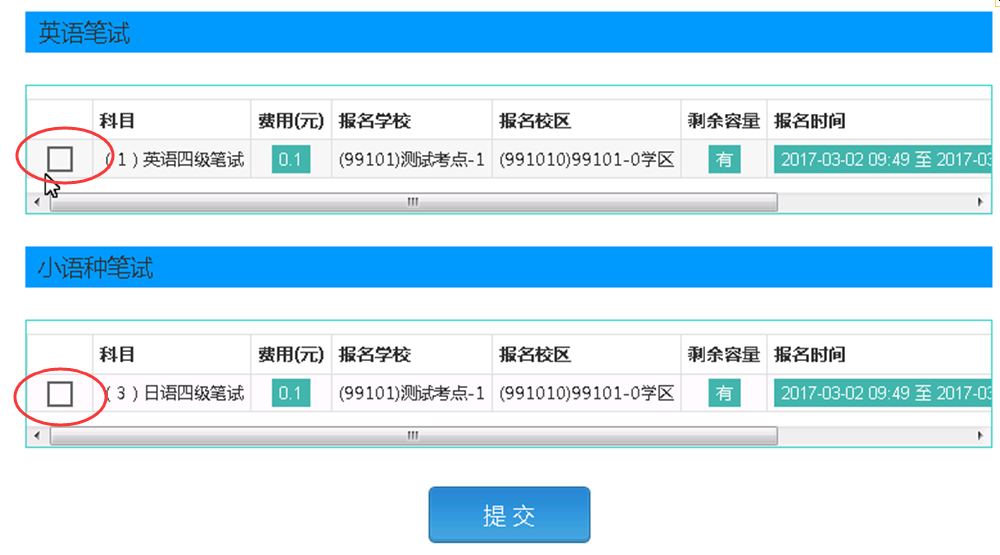 英语笔试
科目 费用(元) 报名学校 报名校区 剩余容量 报名时间
(1)英语四级笔试 0.1 (99101)测试考点-1 (991010)99101-0学区 有 2017-03-02 09:49 至 2017-03
小语种笔试
科目 费用(元) 报名学校 报名校区 剩余容量 报名时间
(3)日语四级笔试 0.1 (99101)测试考点-1 (991010)99101-0学区 有 2017-03-02 09:49 至 2017-03
提 交